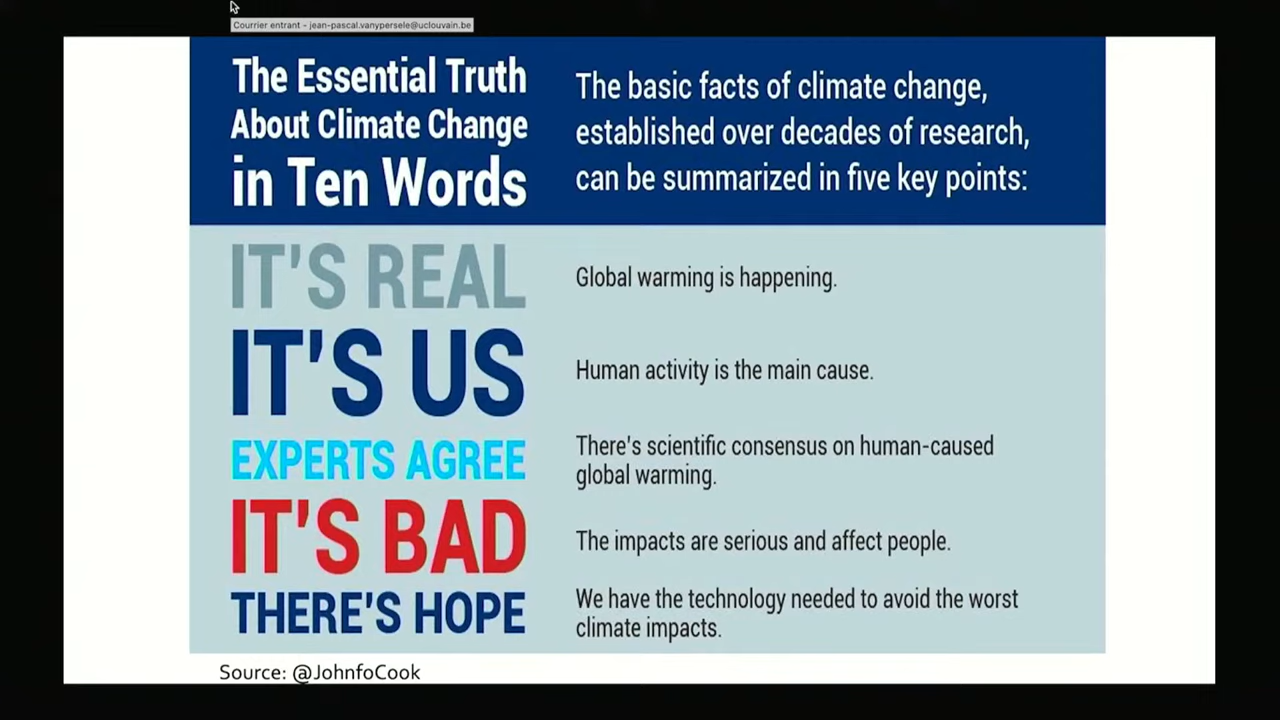 Courrier entrant - jean-pascal.vanypersele@uclouvain.be
The Essential Truth
About Climate Change
in Ten Words
The basic facts of climate change,
established over decades of research,
can be summarized in five key points:
IT'S REAL
Global warming is happening.
IT'S US
Human activity is the main cause.
EXPERTS AGREE
There's scientific consensus on human-caused
global warming.
IT'S BAD
The impacts are serious and affect people.
THERE'S HOPE
We have the technology needed to avoid the worst
climate impacts.
Source: @JohnfoCook